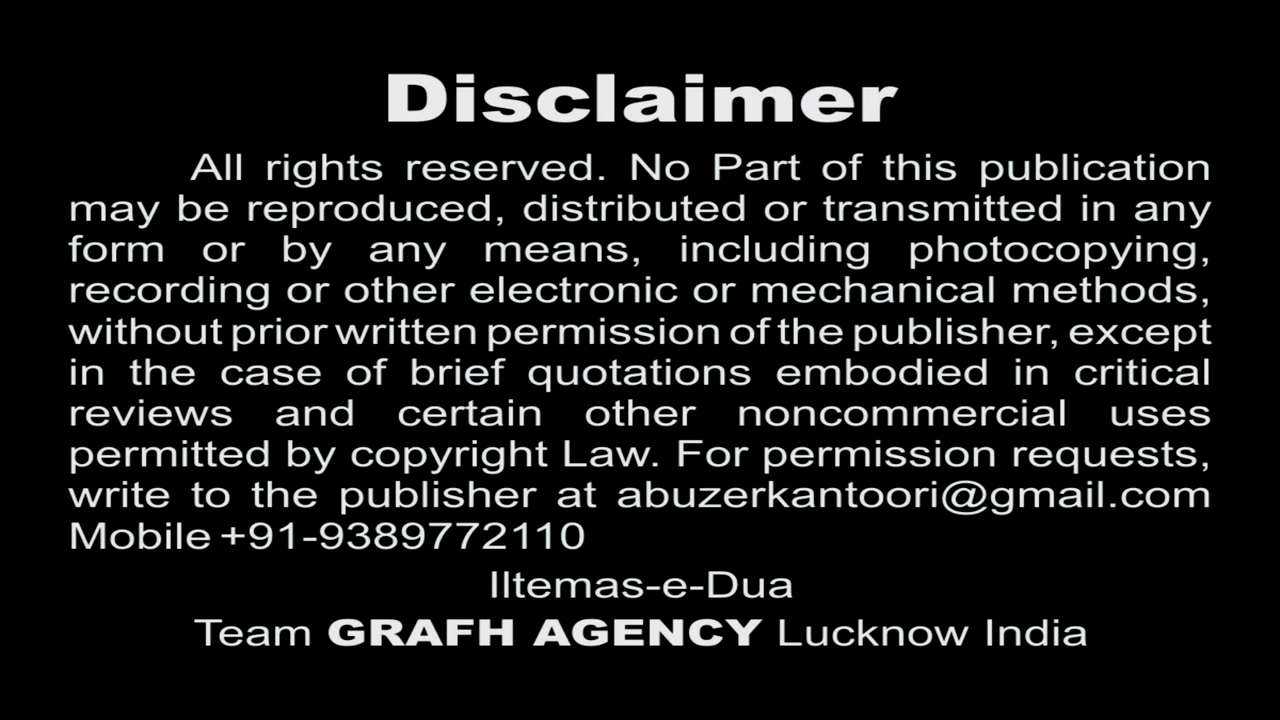 Disclaimer
All rights reserved. No Part of this publication
may be reproduced, distributed or transmitted in any
form or by any means, including photocopying,
recording or other electronic or mechanical methods,
without prior written permission of the publisher, except
in the case of brief quotations embodied in critical
reviews and certain other noncommercial uses
permitted by copyright Law. For permission requests,
write to the publisher at abuzerkantoori@gmail.com
Mobile +91-9389772110
IItemas-e-Dua
Team GRAFH AGENCY Lucknow India